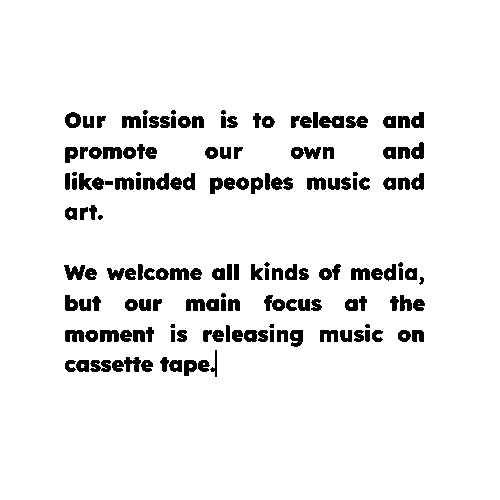 Our mission is to release and
promote our own and
like-minded peoples music and
art.
We welcome all kinds of media,
but our main focus at the
moment is releasing music on
cassette tape.